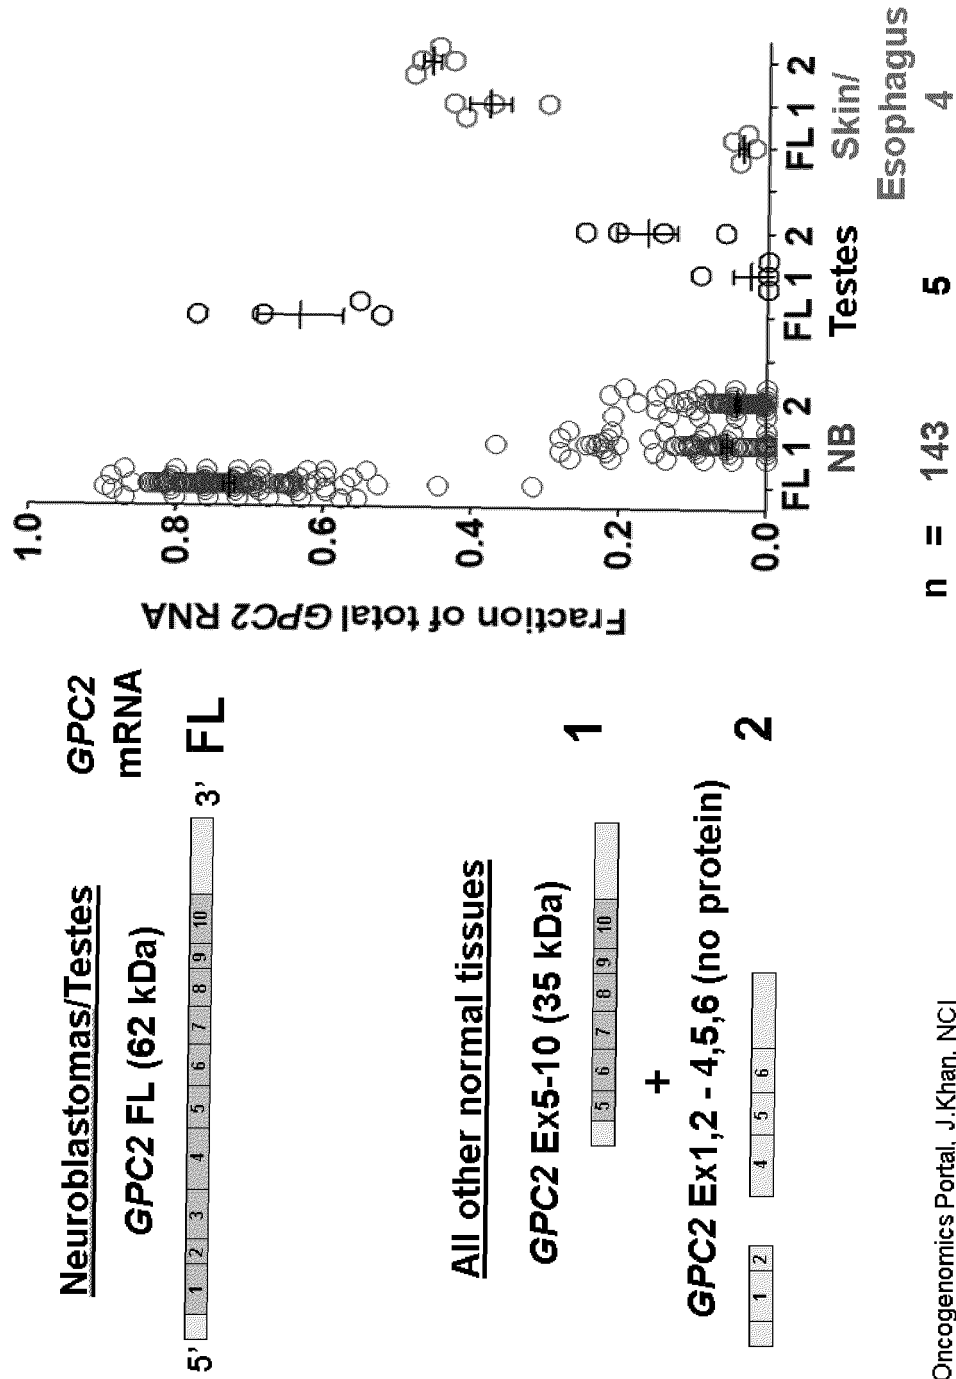 Neuroblastomas/Testes
GPC2 FL (62 kDa)
GPC2
mRNA
5’
1 2 3 4 5 6 7 8 9 10
3’
FL
All other normal tissues
GPC2 Ex5-10 (35 kDa)
5 6 7 8 9 10
1
+
GPC2 Ex1,2 - 4,5,6 (no protein)
1 2 4 5 6
2
Oncogenomics Portal, J.Khan, NCI
Fraction of total GPC2 RNA
1.0
0.8
0.6
0.4
0.2
0.0
FL 1 2 FL 1 2 FL 1 2
NB Testes Skin/
Esophagus
n = 143 5 4